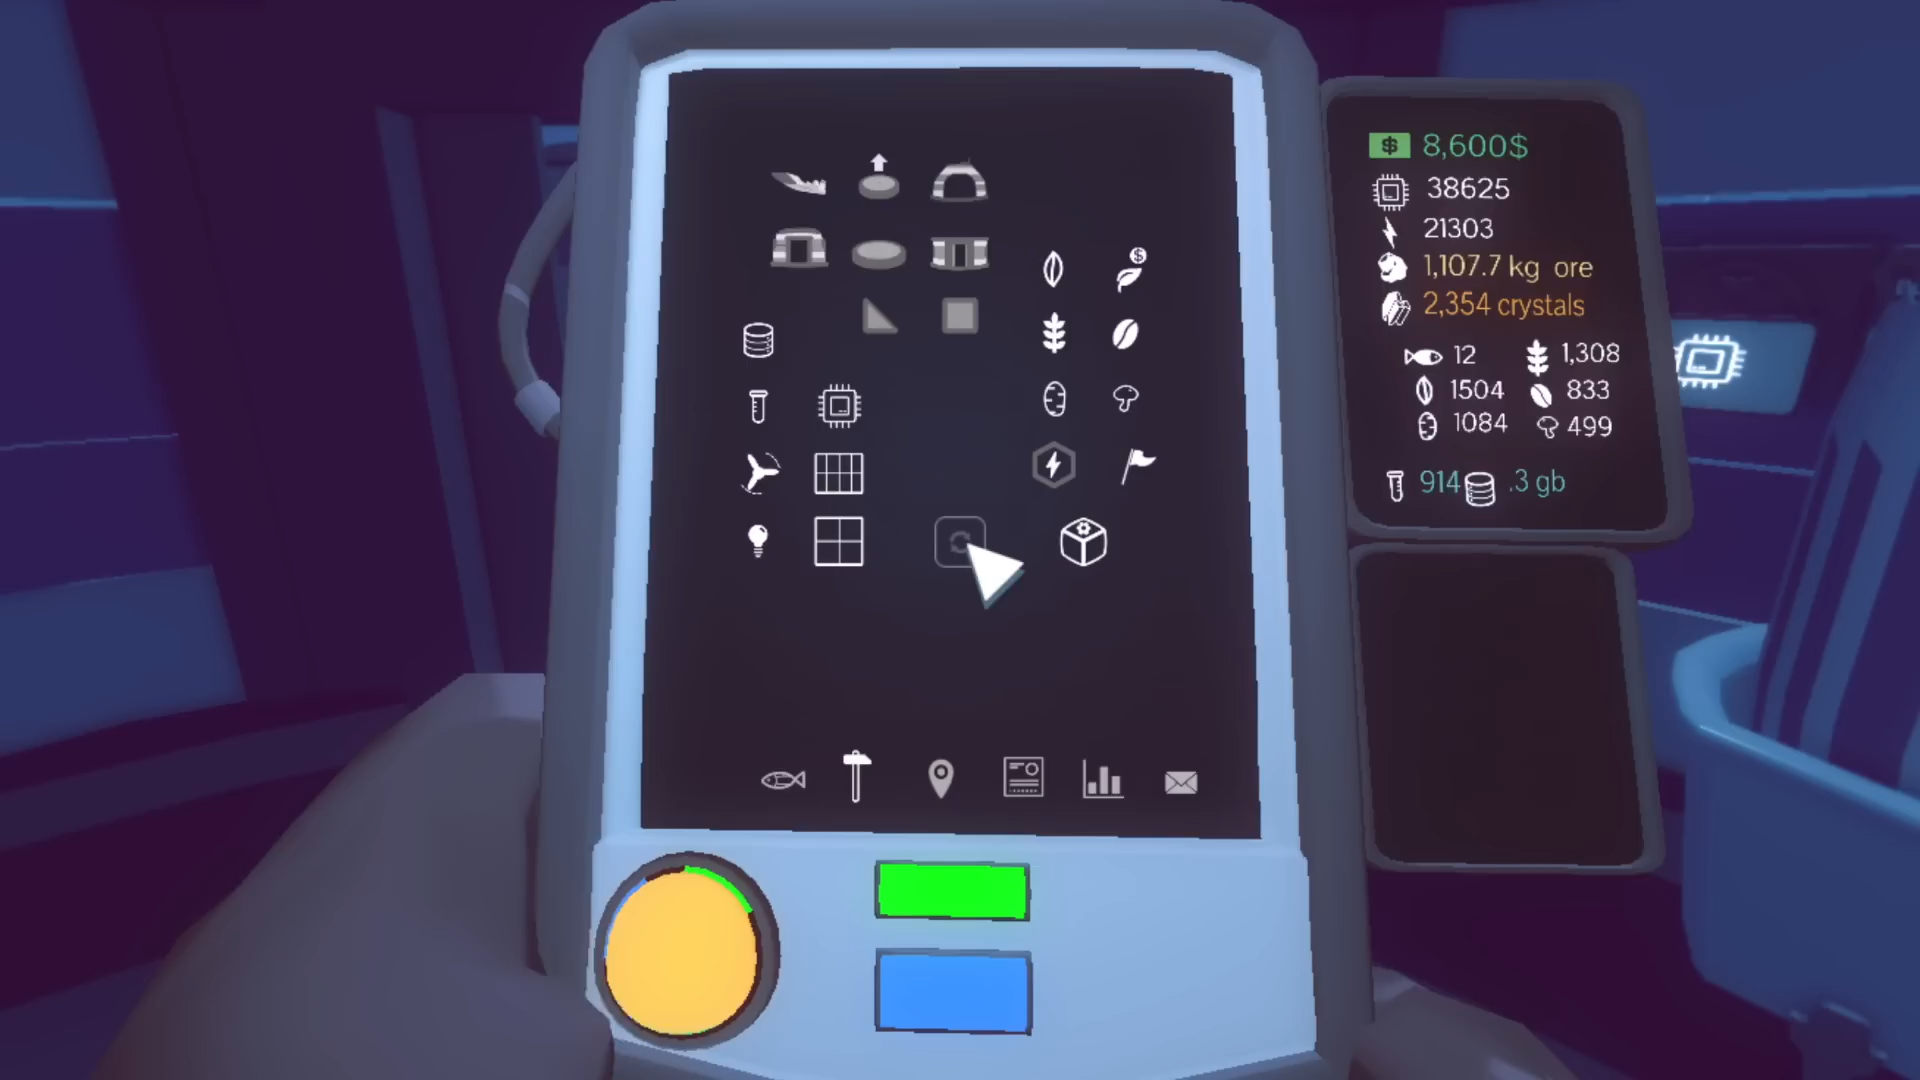 $ 8,600$
38625
21303
1,107.7 kg ore
2,354 crystals
12 1,308
1504 833
1084 499
914 .3 gb
$